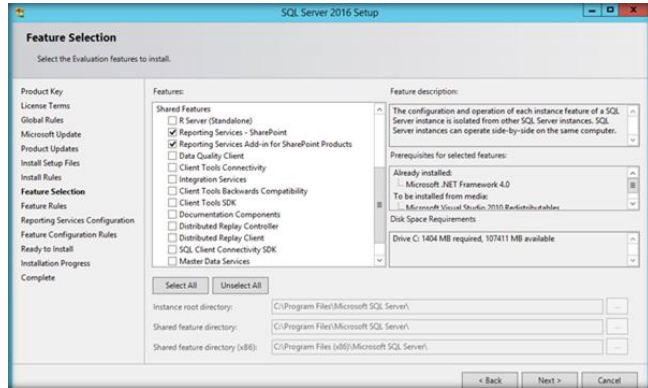 SQL Server 2016 Setup
Feature Selection
Select the Evaluation features to install.
Product Key
License Terms
Global Rules
Microsoft Update
Product Updates
Install Setup Files
Install Rules
Feature Selection
Feature Rules
Reporting Services Configuration
Feature Configuration Rules
Ready to Install
Installation Progress
Complete
Features:
Shared Features
R Server (Standalone)
Reporting Services - SharePoint
Reporting Services Add-in for SharePoint Products
Data Quality Client
Client Tools Connectivity
Integration Services
Client Tools Backwards Compatibility
Client Tools SDK
Documentation Components
Distributed Replay Controller
Distributed Replay Client
SQL Client Connectivity SDK
Master Data Services
Feature description:
The configuration and operation of each instance feature of a SQL
Server instance is isolated from other SQL Server instances. SQL
Server instances can operate side-by-side on the same computer.
Prerequisites for selected features:
Already installed:
Microsoft .NET Framework 4.0
To be installed from media:
Microsoft Visual Studio 2010 Redistributables
Disk Space Requirements
Drive C: 1404 MB required, 107411 MB available
Select All
Unselect All
Instance root directory:
C:\Program Files\Microsoft SQL Server\
...
Shared feature directory:
C:\Program Files\Microsoft SQL Server\
...
Shared feature directory (x86):
C:\Program Files (x86)\Microsoft SQL Server\
...
< Back
Next >
Cancel